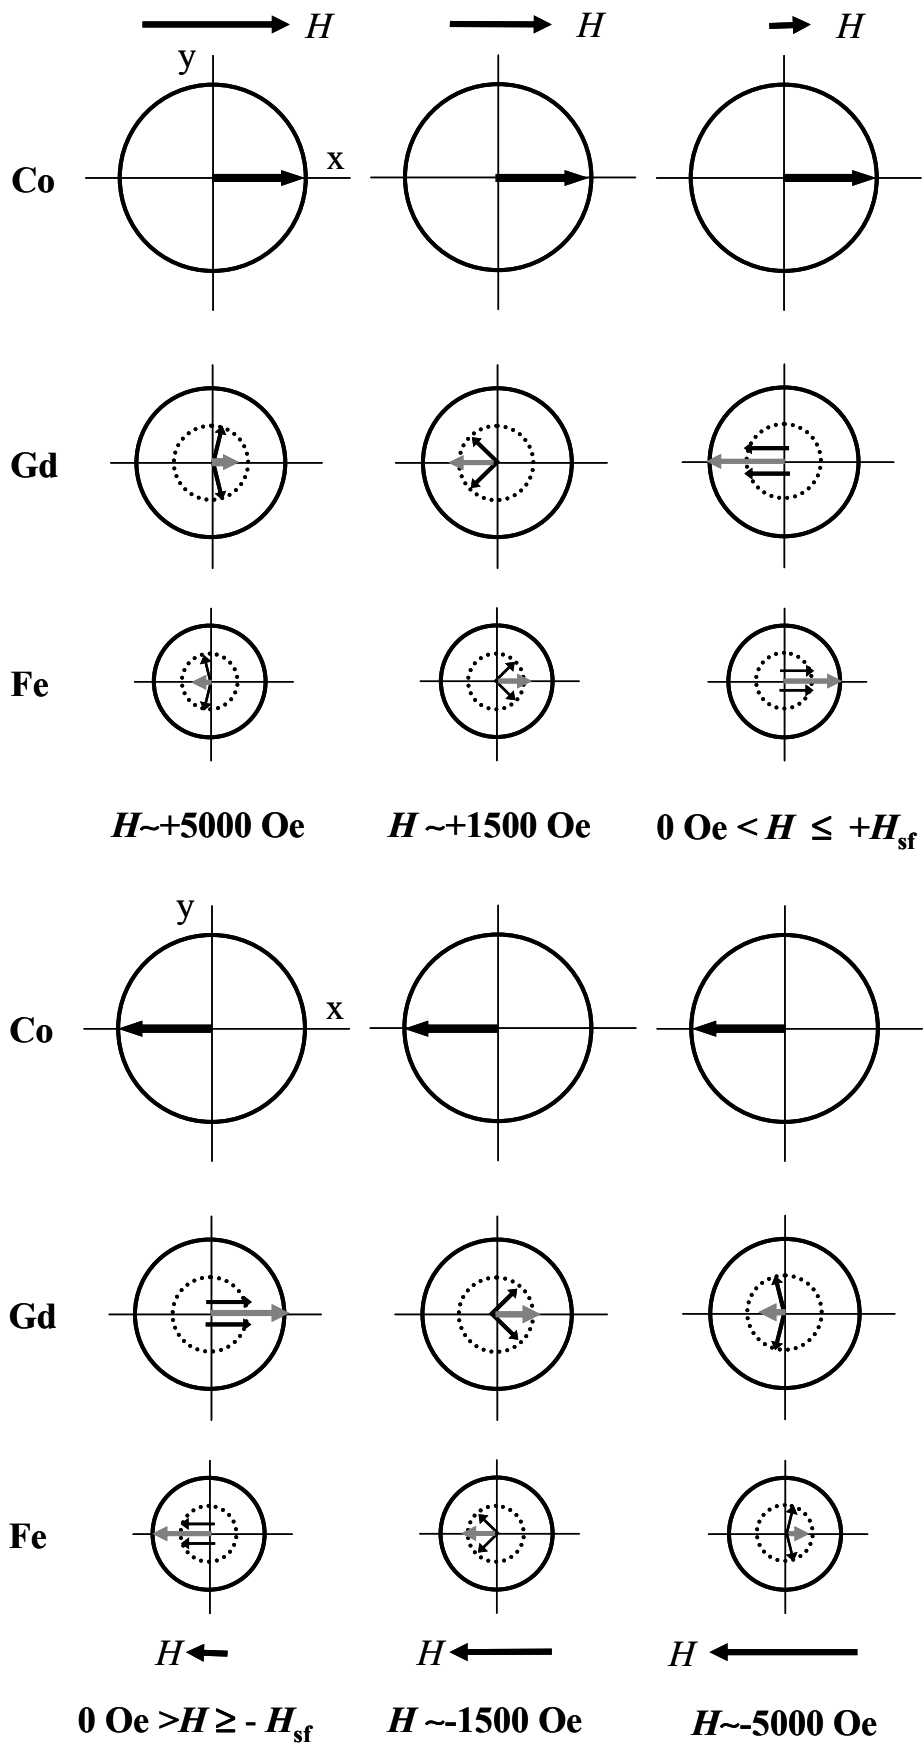 H H H
y
x
Co
Gd
Fe
H~+5000 Oe H ~+1500 Oe 0 Oe < H ≤ +Hsf
y
x
Co
Gd
Fe
H H H
0 Oe >H ≥ - Hsf H ~-1500 Oe H~-5000 Oe